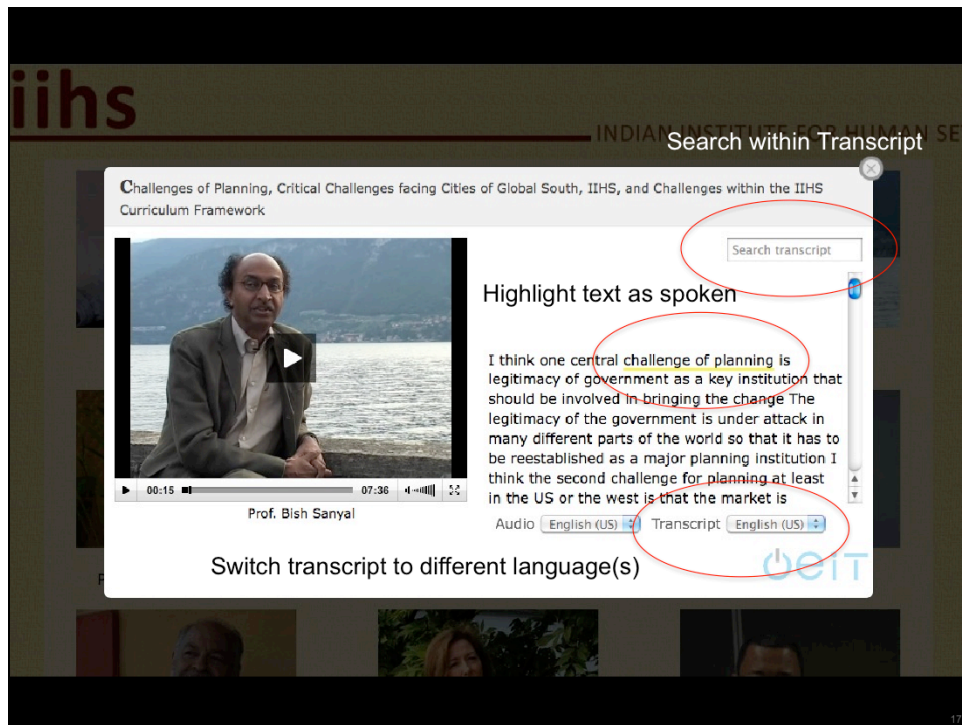 iihs
INDIAN INSTITUTE FOR HUMAN SE
Search within Transcript
Challenges of Planning, Critical Challenges facing Cities of Global South, IIHS, and Challenges within the IIHS
Curriculum Framework
Search transcript
Highlight text as spoken
I think one central challenge of planning is
legitimacy of government as a key institution that
should be involved in bringing the change The
legitimacy of the government is under attack in
many different parts of the world so that it has to
be reestablished as a major planning institution I
think the second challenge for planning at least
in the US or the west is that the market is
00:15 07:36
Prof. Bish Sanyal
Audio English (US) Transcript English (US)
Switch transcript to different language(s)
oeit
P
17